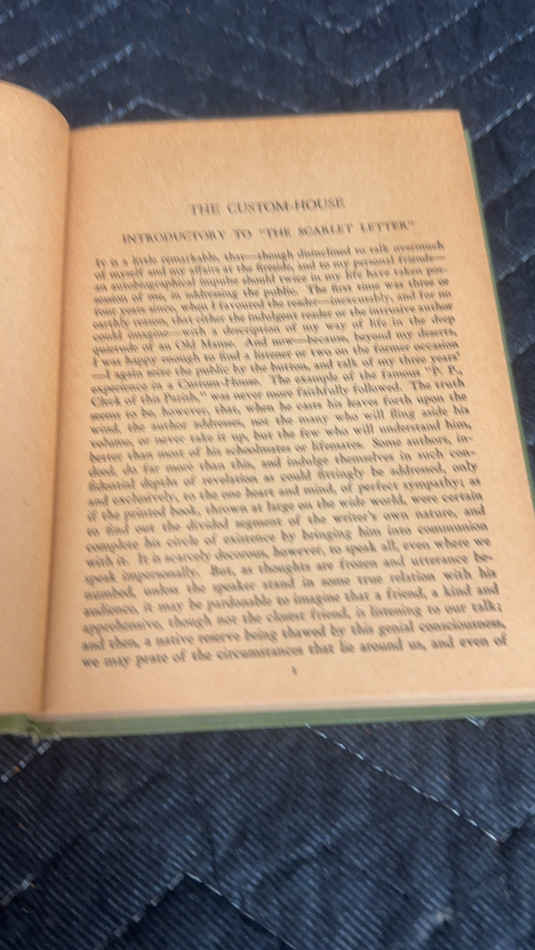 THE CUSTOM-HOUSE
INTRODUCTORY TO "THE SCARLET LETTER"
It is a little remarkable, that—though disinclined to talk overmuch
of myself and my affairs at the fireside, and to my personal friends—
an autobiographical impulse should twice in my life have taken pos-
session of me, in addressing the public. The first time was three or
four years since, when I favoured the reader—inexcusably, and for no
earthly reason, that either the indulgent reader or the intrusive author
could imagine—with a description of my way of life in the deep
quietude of an Old Manse. And now—because, beyond my deserts,
I was happy enough to find a listener or two on the former occasion
—I again seize the public by the button, and talk of my three years'
experience in a Custom-House. The example of the famous "P. P.,
Clerk of this Parish," was never more faithfully followed. The truth
seems to be, however, that, when he casts his leaves forth upon the
wind, the author addresses, not the many who will fling aside his
volume, or never take it up, but the few who will understand him,
better than most of his schoolmates or lifemates. Some authors, in-
deed, do far more than this, and indulge themselves in such con-
fidential depths of revelation as could fittingly be addressed, only
and exclusively, to the one heart and mind, of perfect sympathy; as
if the printed book, thrown at large on the wide world, were certain
to find out the divided segment of the writer's own nature, and
complete his circle of existence by bringing him into communion
with it. It is scarcely decorous, however, to speak all, even where we
speak impersonally. But, as thoughts are frozen and utterance be-
numbed, unless the speaker stand in some true relation with his
audience, it may be pardonable to imagine that a friend, a kind and
apprehensive, though not the closest friend, is listening to our talk;
and then, a native reserve being thawed by this genial consciousness,
we may prate of the circumstances that lie around us, and even of